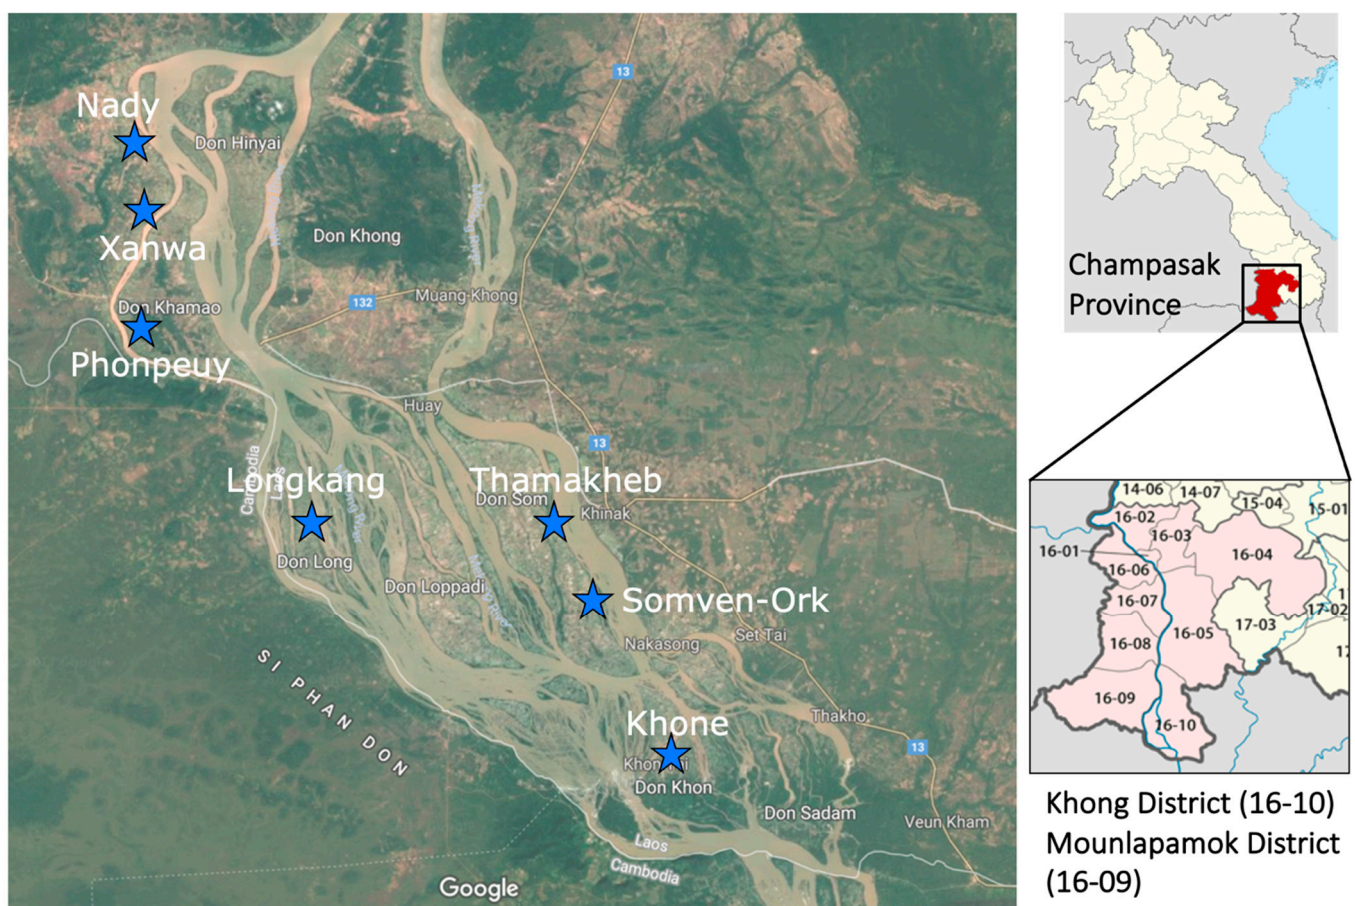 13
Nady
Don Hinyai
Xanwa
Don Khong
Mekong River
132
Muang Khong
Don Khamao
Phonpeuy
Huay
13
Cambodia
Laos
Longkang
Thamakheb
Don Som
Khinak
Don Long
Don Loppadi
Somven-Ork
Nakasong
Set Tai
SI PHAN DON
Khone
Thakho
13
Don Khon
Don Sadam
Veun Kham
Laos
Cambodia
Google
Champasak
Province
14-06
14-07
15-04
15-01
16-02
16-03
16-01
16-04
16-06
16-07
17-02
17-03
16-05
16-08
16-09
16-10
Khong District (16-10)
Mounlapamok District
(16-09)